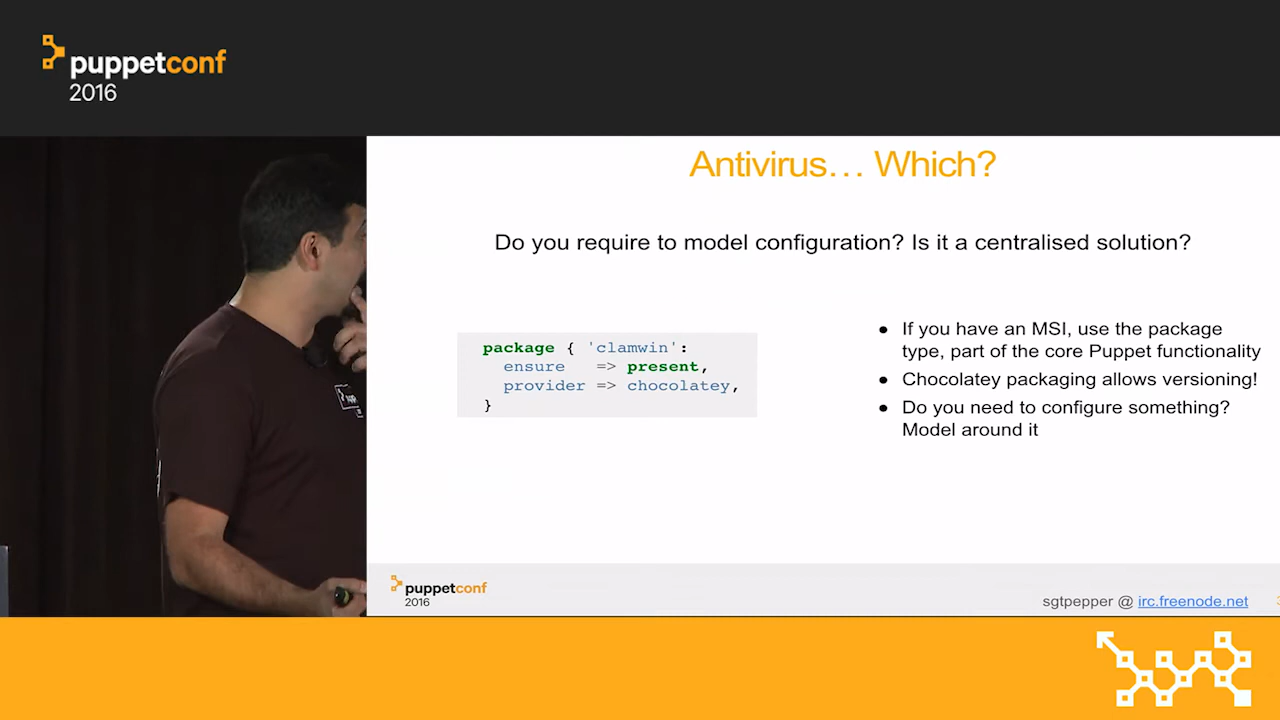 puppetconf
2016
Antivirus… Which?
Do you require to model configuration? Is it a centralised solution?
package { 'clamwin':
  ensure   => present,
  provider => chocolatey,
}
● If you have an MSI, use the package
type, part of the core Puppet functionality
● Chocolatey packaging allows versioning!
● Do you need to configure something?
Model around it
puppetconf
2016
sgtpepper @ irc.freenode.net